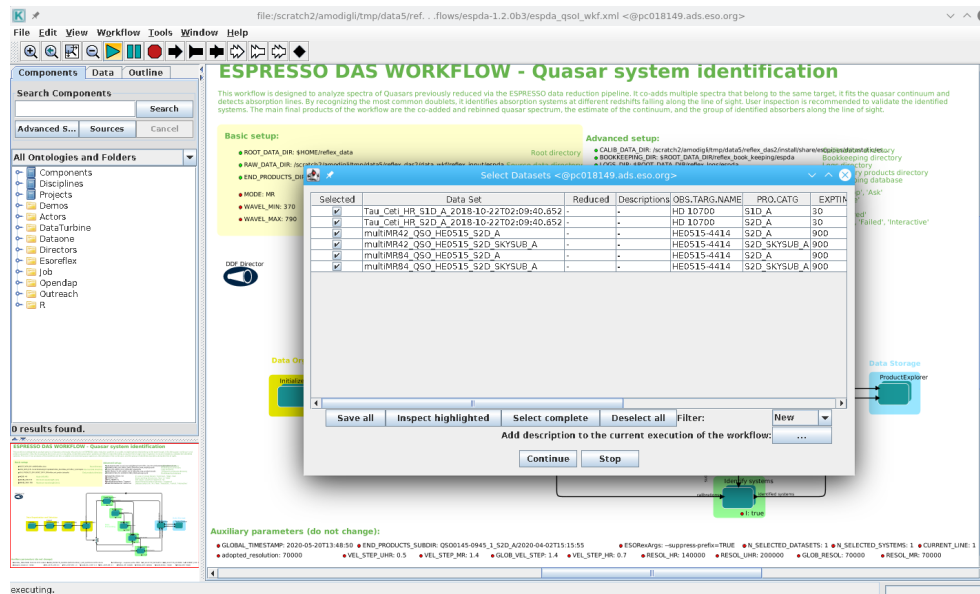 file:/scratch2/amodigli/tmp/data5/ref. . .flows/espda-1.2.0b3/espda_qsoI_wkf.xml <@pc018149.ads.eso.org>
File Edit View Workflow Tools Window Help
Components Data Outline
Search Components
Search
Advanced S... Sources Cancel
All Ontologies and Folders
Components
Disciplines
Projects
Demos
Actors
DataTurbine
Dataone
Directors
Esoreflex
Job
Opendap
Outreach
R
0 results found.
ESPRESSO DAS WORKFLOW - Quasar system identification
This workflow is designed to analyze spectra of Quasars previously reduced via the ESPRESSO data reduction pipeline. It co-adds multiple spectra that belong to the same target, it fits the quasar continuum and
detects absorption lines. By recognizing the most common doublets, it identifies absorption systems at different redshifts falling along the line of sight. User inspection is recommended to validate the identified
systems. The main final products of the workflow are the co-added and rebinned quasar spectrum, the estimate of the continuum, and the group of identified absorbers along the line of sight.
Basic setup:
ROOT_DATA_DIR: $HOME/reflex_data Root directory
END_PRODUCTS_D
MODE: MR
WAVEL_MIN: 370
WAVEL_MAX: 790
Advanced setup:
BOOKKEEPING_DIR: $ROOT_DATA_DIR/reflex_book_keeping/espda Bookkeeping directory
'Ask'
'Failed', 'Interactive'
DDF Director
Select Datasets <@pc018149.ads.eso.org>
Selected Data Set Reduced Descriptions OBS.TARG.NAME PRO.CATG EXPTIM
Tau_Ceti_HR_S1D_A_2018-10-22T02:09:40.652 - - HD 10700 S1D_A 30
Tau_Ceti_HR_S2D_A_2018-10-22T02:09:40.652 - - HD 10700 S2D_A 30
multiMR42_QSO_HE0515_S2D_A - - HE0515-4414 S2D_A 900
multiMR42_QSO_HE0515_S2D_SKYSUB_A - - HE0515-4414 S2D_SKYSUB_A 900
multiMR84_QSO_HE0515_S2D_A - - HE0515-4414 S2D_A 900
multiMR84_QSO_HE0515_S2D_SKYSUB_A - - HE0515-4414 S2D_SKYSUB_A 900
Save all Inspect highlighted Select complete Deselect all Filter: New
Add description to the current execution of the workflow: ...
Continue Stop
Data Storage
ProductExplorer
Identify systems
identified systems
I: true
Auxiliary parameters (do not change):
GLOBAL_TIMESTAMP: 2020-05-20T13:48:50 END_PRODUCTS_SUBDIR: QSO0145-0945_1_S2D_A/2020-04-02T15:15:55 ESORexArgs: --suppress-prefix=TRUE N_SELECTED_DATASETS: 1 N_SELECTED_SYSTEMS: 1 CURRENT_LINE: 1
adopted_resolution: 70000 VEL_STEP_UHR: 0.5 VEL_STEP_MR: 1.4 GLOB_VEL_STEP: 1.4 VEL_STEP_HR: 0.7 RESOL_HR: 140000 RESOL_UHR: 200000 GLOB_RESOL: 70000 RESOL_MR: 70000
executing.